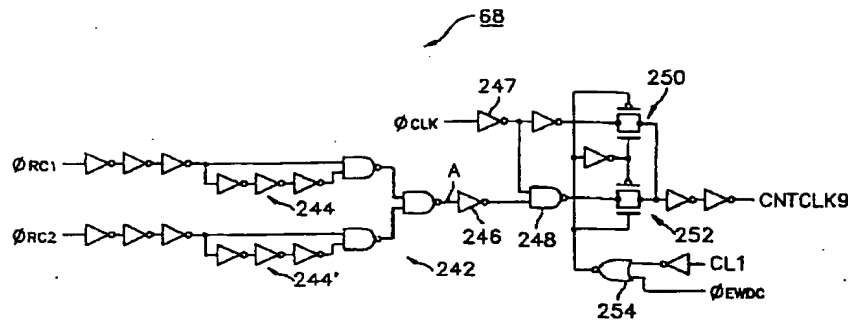 68
247
250
ØCLK
ØRC1
A
CNTCLK9
244
246
248
252
ØRC2
244'
242
CL1
254
ØEWDC